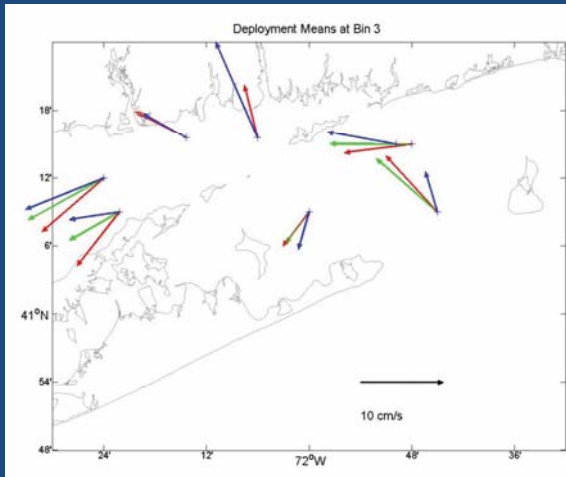 Deployment Means at Bin 3
18'
12'
6'
41°N
54'
48'
10 cm/s
24'
12'
72°W
48'
36'